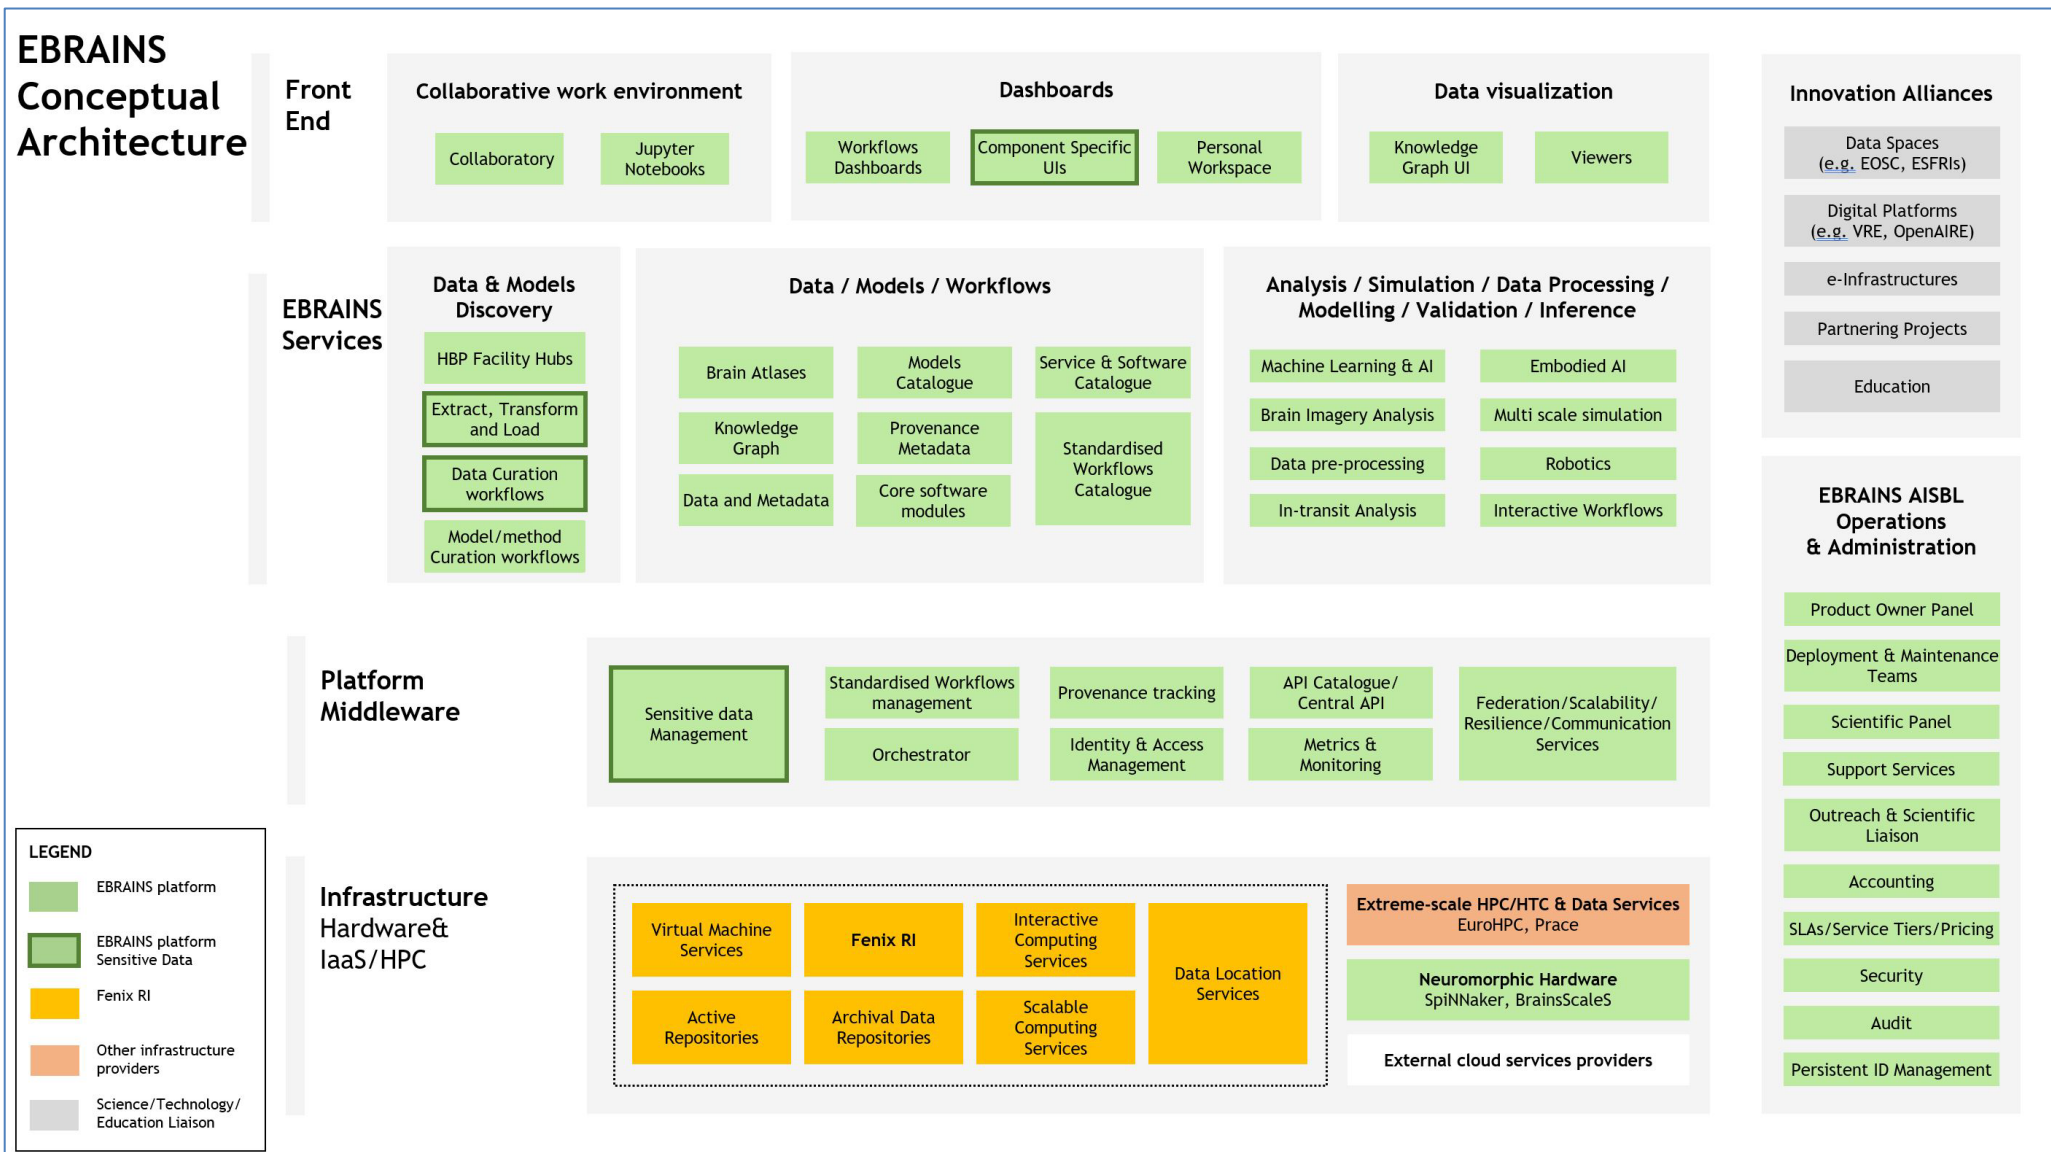 EBRAINS
Conceptual
Architecture
Front
End
Collaborative work environment
Collaboratory
Jupyter
Notebooks
Dashboards
Workflows
Dashboards
Component Specific
UIs
Personal
Workspace
Data visualization
Knowledge
Graph UI
Viewers
EBRAINS
Services
Data & Models
Discovery
HBP Facility Hubs
Extract, Transform
and Load
Data Curation
workflows
Model/method
Curation workflows
Data / Models / Workflows
Brain Atlases
Models
Catalogue
Service & Software
Catalogue
Knowledge
Graph
Provenance
Metadata
Standardised
Workflows
Catalogue
Data and Metadata
Core software
modules
Analysis / Simulation / Data Processing /
Modelling / Validation / Inference
Machine Learning & AI
Embodied AI
Brain Imagery Analysis
Multi scale simulation
Data pre-processing
Robotics
In-transit Analysis
Interactive Workflows
Platform
Middleware
Sensitive data
Management
Standardised Workflows
management
Provenance tracking
API Catalogue/
Central API
Federation/Scalability/
Resilience/Communication
Services
Orchestrator
Identity & Access
Management
Metrics &
Monitoring
Infrastructure
Hardware&
IaaS/HPC
Virtual Machine
Services
Fenix RI
Interactive
Computing
Services
Data Location
Services
Active
Repositories
Archival Data
Repositories
Scalable
Computing
Services
Extreme-scale HPC/HTC & Data Services
EuroHPC, Prace
Neuromorphic Hardware
SpiNNaker, BrainsScaleS
External cloud services providers
Innovation Alliances
Data Spaces
(e.g. EOSC, ESFRIs)
Digital Platforms
(e.g. VRE, OpenAIRE)
e-Infrastructures
Partnering Projects
Education
EBRAINS AISBL
Operations
& Administration
Product Owner Panel
Deployment & Maintenance
Teams
Scientific Panel
Support Services
Outreach & Scientific
Liaison
Accounting
SLAs/Service Tiers/Pricing
Security
Audit
Persistent ID Management
LEGEND
EBRAINS platform
EBRAINS platform
Sensitive Data
Fenix RI
Other infrastructure
providers
Science/Technology/
Education Liaison